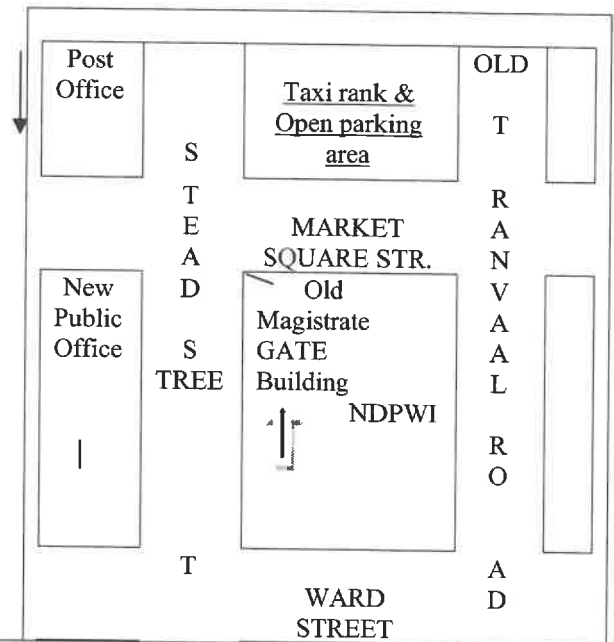 Post
Office
Taxi rank &
Open parking
area
OLD
T
R
A
N
V
A
A
L
R
O
A
D
S
T
E
A
D
S
TREE
T
MARKET
SQUARE STR.
New
Public
Office
Old
Magistrate
GATE
Building
NDPWI
WARD
STREET